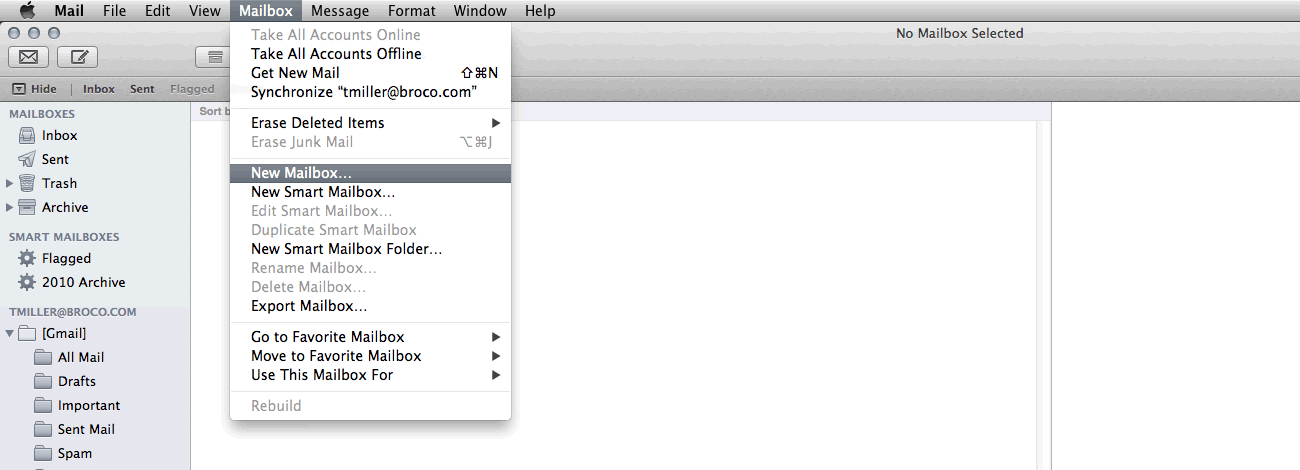 Mail File Edit View Mailbox Message Format Window Help
No Mailbox Selected
Hide Inbox Sent Flagged
Sort b
MAILBOXES
Inbox
Sent
Trash
Archive
SMART MAILBOXES
Flagged
2010 Archive
TMILLER@BROCO.COM
[Gmail]
All Mail
Drafts
Important
Sent Mail
Spam
Take All Accounts Online
Take All Accounts Offline
Get New Mail ⇧⌘N
Synchronize “tmiller@broco.com”
Erase Deleted Items
Erase Junk Mail ⌥⌘J
New Mailbox...
New Smart Mailbox...
Edit Smart Mailbox...
Duplicate Smart Mailbox
New Smart Mailbox Folder...
Rename Mailbox...
Delete Mailbox...
Export Mailbox...
Go to Favorite Mailbox
Move to Favorite Mailbox
Use This Mailbox For
Rebuild